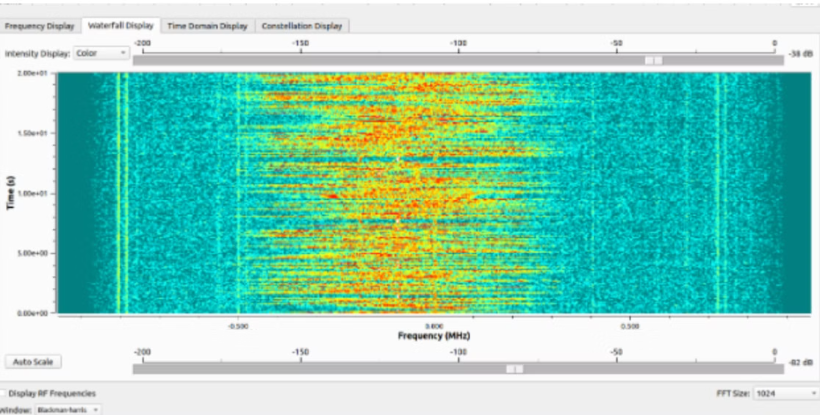 Frequency Display Waterfall Display Time Domain Display Constellation Display
Intensity Display: Color -200 -150 -100 -50 0 -38 dB
2.00e+01
1.50e+01
1.00e+01
5.00e+00
0.00e+00
Time (s)
-0.500 0.000 0.500
Frequency (MHz)
Auto Scale -200 -150 -100 -50 0 -82 dB
Display RF Frequencies FFT Size: 1024
Window: Blackman-harris